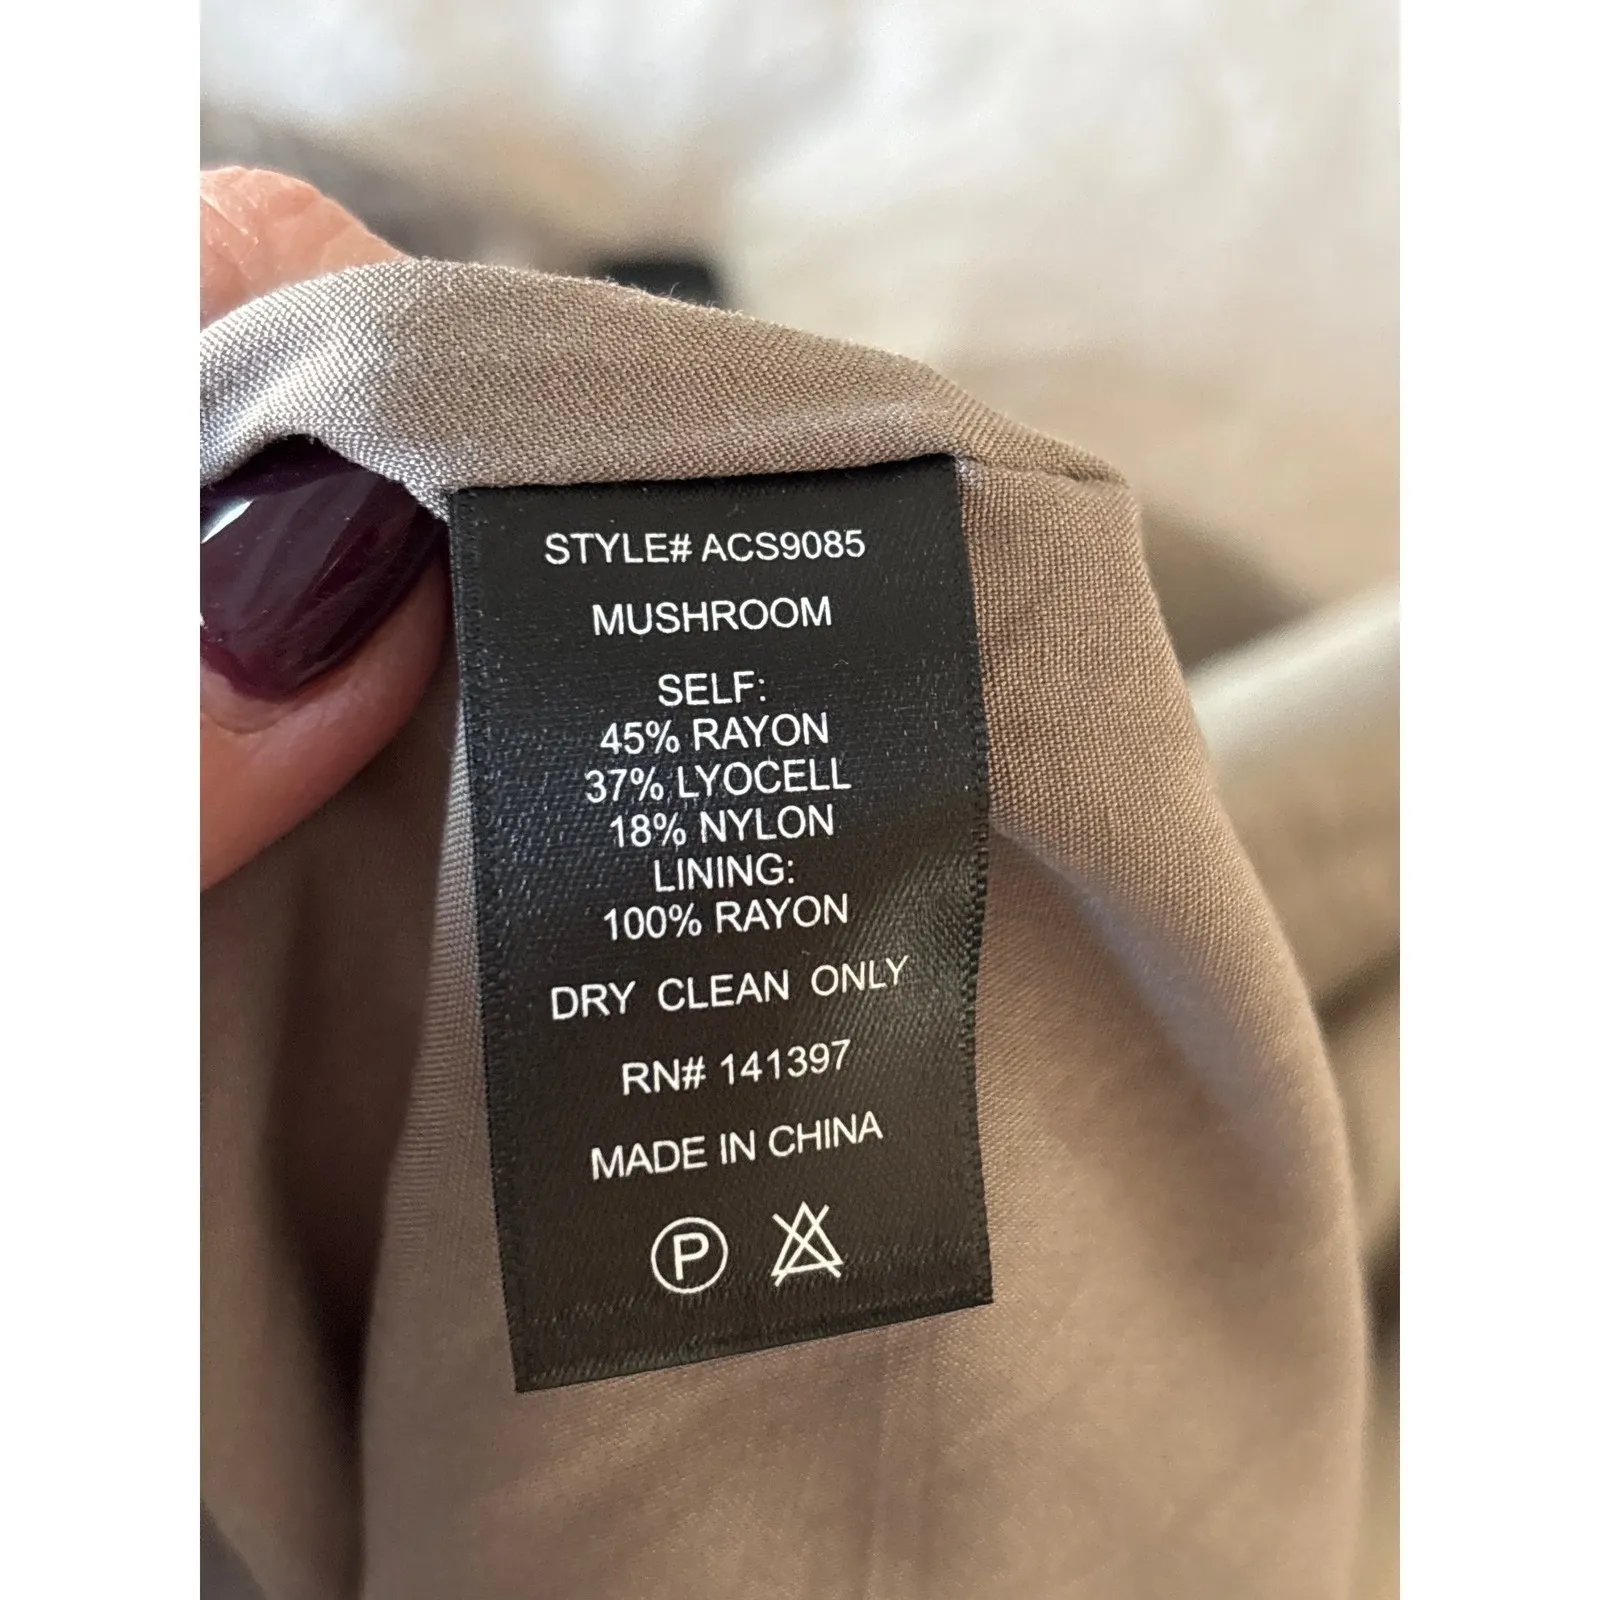 STYLE# ACS9085
MUSHROOM
SELF:
45% RAYON
37% LYOCELL
18% NYLON
LINING:
100% RAYON
DRY CLEAN ONLY
RN# 141397
MADE IN CHINA
P